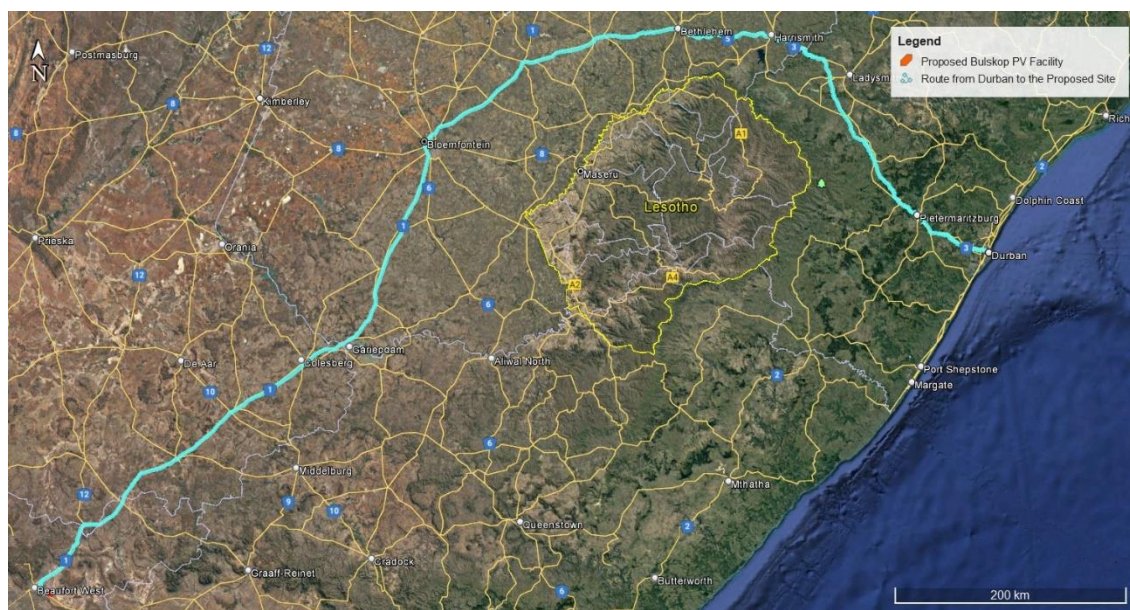 N
Legend
Proposed Bulskop PV Facility
Route from Durban to the Proposed Site
Postmasburg
12
1
Bethlehem
5
Harrismith
3
Ladysm
Kimberley
8
8
8
Rich
Bloemfontein
8
A1
2
6
Maseru
Lesotho
Dolphin Coast
Pietermaritzburg
1
Prieska
Orania
3
Durban
12
A2
A4
6
Gariepdam
De Aar
Colesberg
Aliwal North
Port Shepstone
2
Margate
1
10
6
Middelburg
Mthatha
12
9
10
Queenstown
2
1
Cradock
Graaff-Reinet
Butterworth
Beaufort West
6
200 km